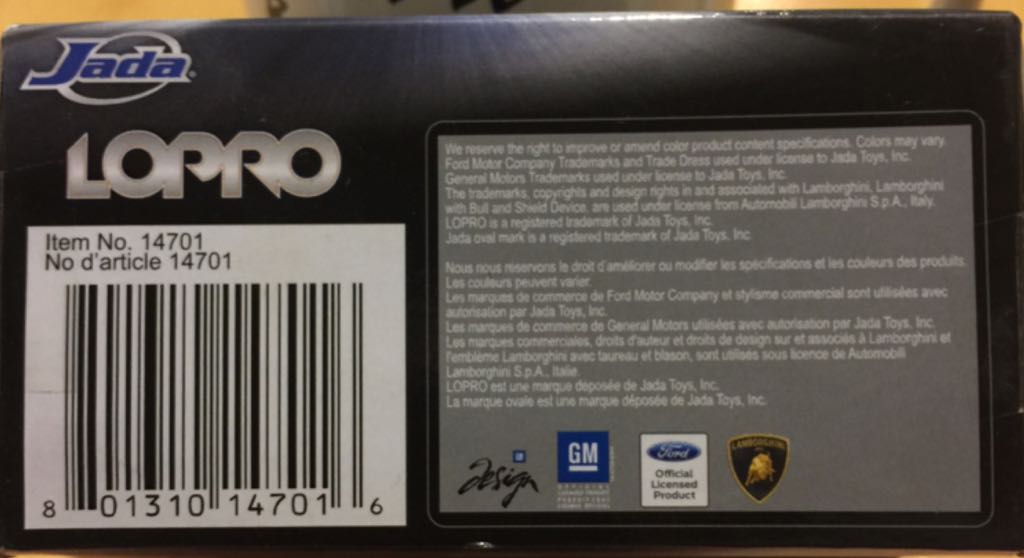 Jada
LOPRO
Item No. 14701
No d'article 14701
8 01310 14701 6
We reserve the right to improve or amend color product content specifications. Colors may vary.
Ford Motor Company Trademarks and Trade Dress used under license to Jada Toys, Inc.
General Motors Trademarks used under license to Jada Toys, Inc.
The trademarks, copyrights and design rights in and associated with Lamborghini, Lamborghini
with Bull and Shield Device, are used under license from Automobili Lamborghini S.p.A., Italy.
LOPRO is a registered trademark of Jada Toys, Inc.
Jada oval mark is a registered trademark of Jada Toys, Inc.
Nous nous réservons le droit d'améliorer ou modifier les spécifications et les couleurs des produits.
Les couleurs peuvent varier.
Les marques de commerce de Ford Motor Company et stylisme commercial sont utilisées avec
autorisation par Jada Toys, Inc.
Les marques de commerce de General Motors utilisées avec autorisation par Jada Toys, Inc.
Les marques commerciales, droits d'auteur et droits de design sur et associés à Lamborghini et
l'emblème Lamborghini avec taureau et blason, sont utilisés sous licence de Automobili
Lamborghini S.p.A., Italie.
LOPRO est une marque déposée de Jada Toys, Inc.
La marque ovale est une marque déposée de Jada Toys, Inc.
Design
GM
Ford
Official
Licensed
Product
LAMBORGHINI